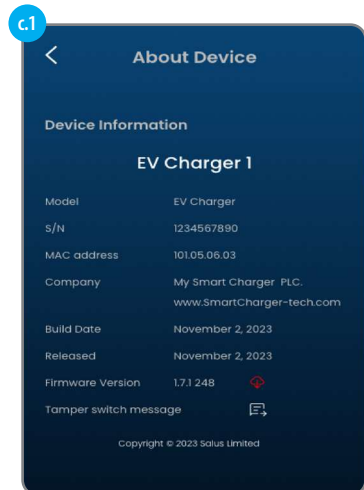 c.1
About Device
Device Information
EV Charger 1
Model EV Charger
S/N 1234567890
MAC address 101.05.06.03
Company My Smart Charger PLC.
www.SmartCharger-tech.com
Build Date November 2, 2023
Released November 2, 2023
Firmware Version 1.7.1 248
Tamper switch message
Copyright © 2023 Salus Limited